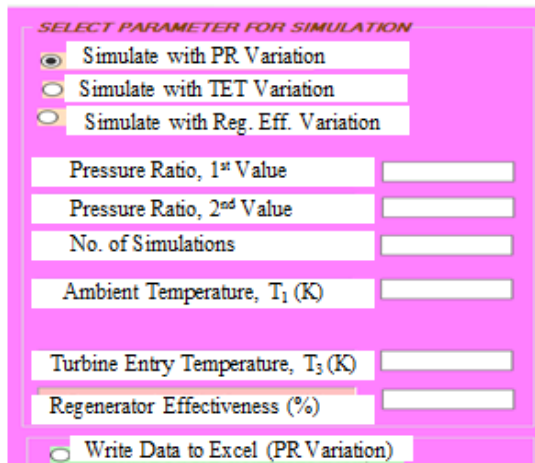 SELECT PARAMETER FOR SIMULATION
Simulate with PR Variation
Simulate with TET Variation
Simulate with Reg. Eff. Variation
Pressure Ratio, 1st Value
Pressure Ratio, 2nd Value
No. of Simulations
Ambient Temperature, T1 (K)
Turbine Entry Temperature, T3 (K)
Regenerator Effectiveness (%)
Write Data to Excel (PR Variation)